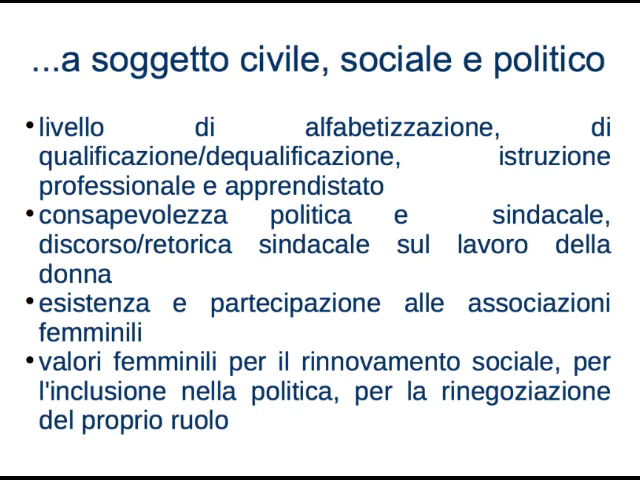 ...a soggetto civile, sociale e politico
•livello di alfabetizzazione, di
qualificazione/dequalificazione, istruzione
professionale e apprendistato
•consapevolezza politica e sindacale,
discorso/retorica sindacale sul lavoro della
donna
•esistenza e partecipazione alle associazioni
femminili
•valori femminili per il rinnovamento sociale, per
l'inclusione nella politica, per la rinegoziazione
del proprio ruolo